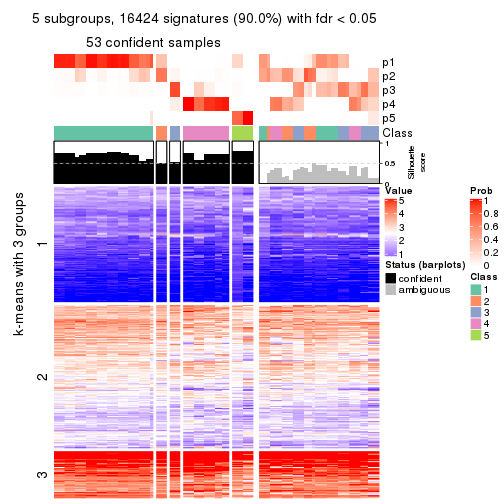 5 subgroups, 16424 signatures (90.0%) with fdr < 0.05
53 confident samples
p1
p2
p3
p4
p5
Class
1
0.5
0
Silhouette
score
k-means with 3 groups
1
2
3
Value
5
4
3
2
1
Status (barplots)
confident
ambiguous
Prob
1
0.8
0.6
0.4
0.2
0
Class
1
2
3
4
5